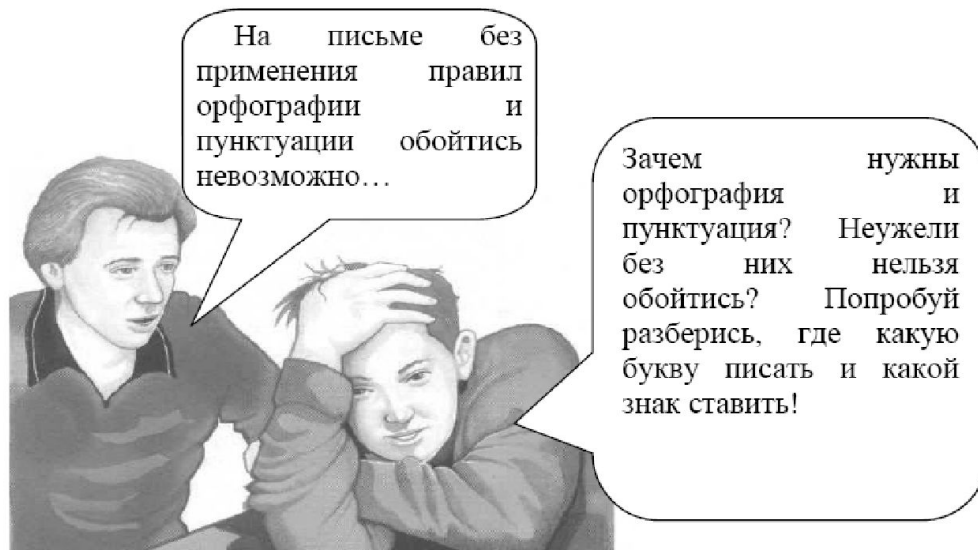 На письме без
применения правил
орфографии и
пунктуации обойтись
невозможно…
Зачем нужны
орфография и
пунктуация? Неужели
без них нельзя
обойтись? Попробуй
разберись, где какую
букву писать и какой
знак ставить!